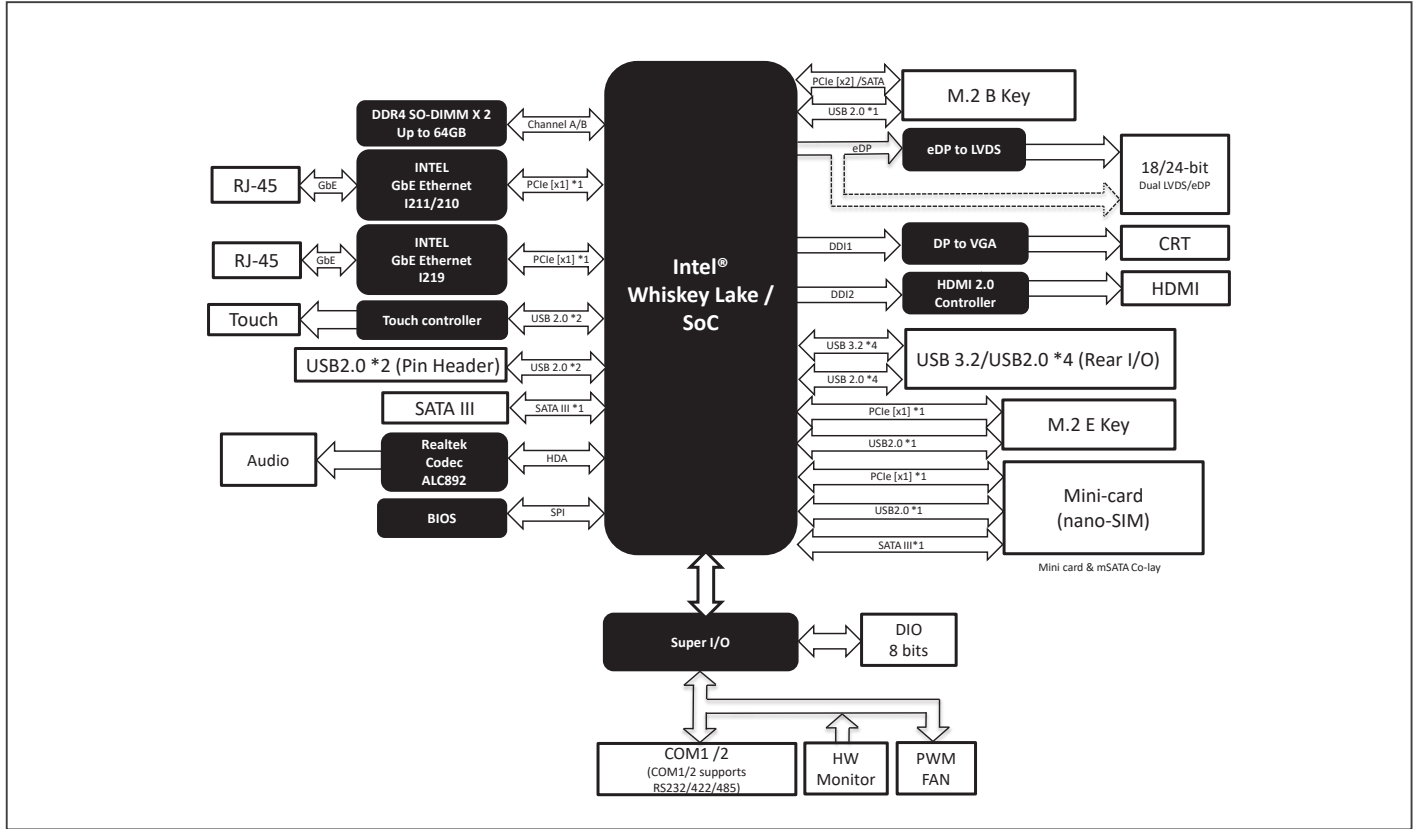 DDR4 SO-DIMM X 2
Up to 64GB
Channel A/B
RJ-45
GbE
INTEL
GbE Ethernet
I211/210
PCIe [x1] *1
RJ-45
GbE
INTEL
GbE Ethernet
I219
PCIe [x1] *1
Touch
Touch controller
USB 2.0 *2
USB2.0 *2 (Pin Header)
USB 2.0 *2
SATA III
SATA III *1
Audio
Realtek
Codec
ALC892
HDA
BIOS
SPI
Intel®
Whiskey Lake /
SoC
PCIe [x2] /SATA
USB 2.0 *1
M.2 B Key
eDP
eDP to LVDS
18/24-bit
Dual LVDS/eDP
DDI1
DP to VGA
CRT
DDI2
HDMI 2.0
Controller
HDMI
USB 3.2 *4
USB 2.0 *4
USB 3.2/USB2.0 *4 (Rear I/O)
PCIe [x1] *1
USB2.0 *1
M.2 E Key
PCIe [x1] *1
USB2.0 *1
SATA III*1
Mini-card
(nano-SIM)
Mini card & mSATA Co-lay
Super I/O
DIO
8 bits
COM1 /2
(COM1/2 supports
RS232/422/485)
HW
Monitor
PWM
FAN